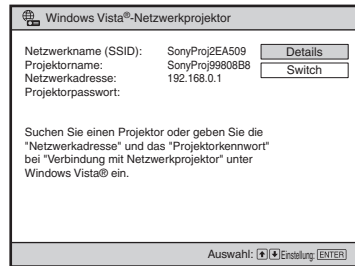 Windows Vista®-Netzwerkprojektor
Netzwerkname (SSID): SonyProj2EA509 Details
Projektorname: SonyProj99808B8 Switch
Netzwerkadresse: 192.168.0.1
Projektorpasswort:
Suchen Sie einen Projektor oder geben Sie die
"Netzwerkadresse" und das "Projektorkennwort"
bei "Verbindung mit Netzwerkprojektor" unter
Windows Vista® ein.
Auswahl: Einstellung: ENTER